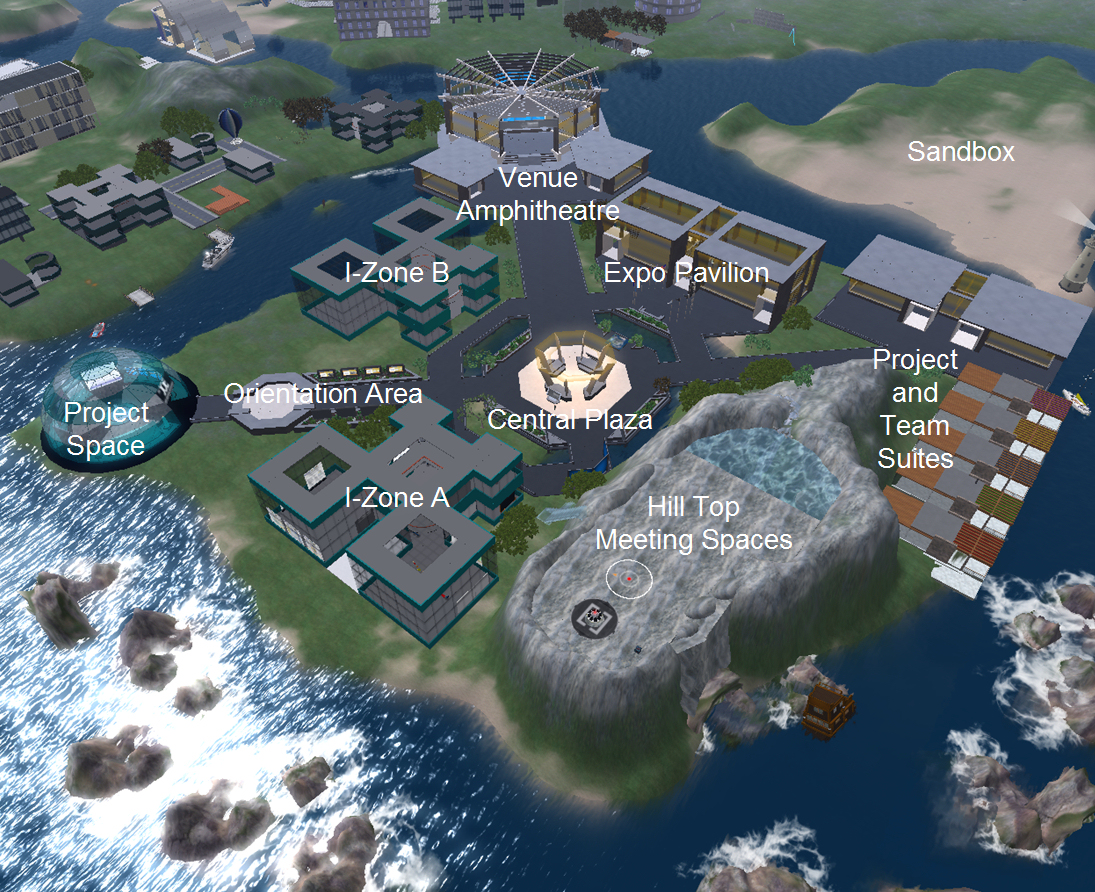 Sandbox
Venue
Amphitheatre
I-Zone B
Expo Pavilion
Project
and
Team
Suites
Orientation Area
Project
Space
Central Plaza
I-Zone A
Hill Top
Meeting Spaces